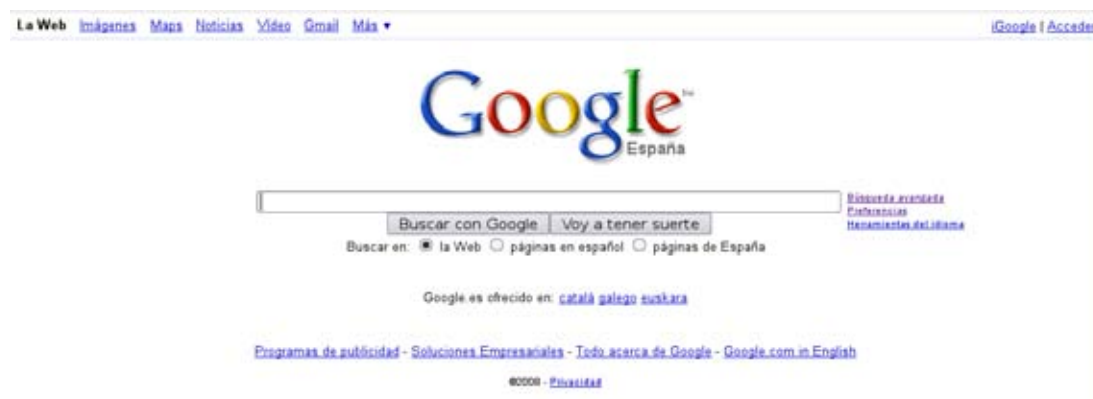 La Web Imágenes Maps Noticias Vídeo Gmail Más ▼ iGoogle | Acceder
Google™
España
Búsqueda avanzada
Preferencias
Herramientas del idioma
Buscar con Google Voy a tener suerte
Buscar en: la Web páginas en español páginas de España
Google es ofrecido en: català galego euskara
Programas de publicidad - Soluciones Empresariales - Todo acerca de Google - Google.com in English
©2008 - Privacidad